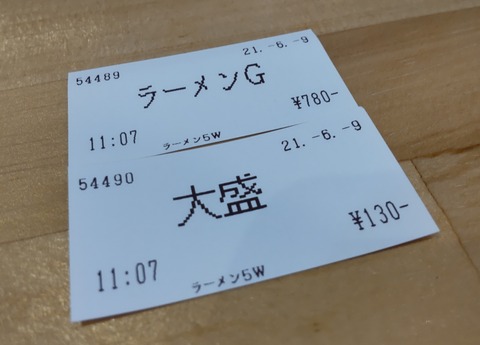 54489 21.-6.-9
ラーメンG
¥780-
11:07 ラーメン5W
54490 21.-6.-9
大盛
¥130-
11:07 ラーメン5W